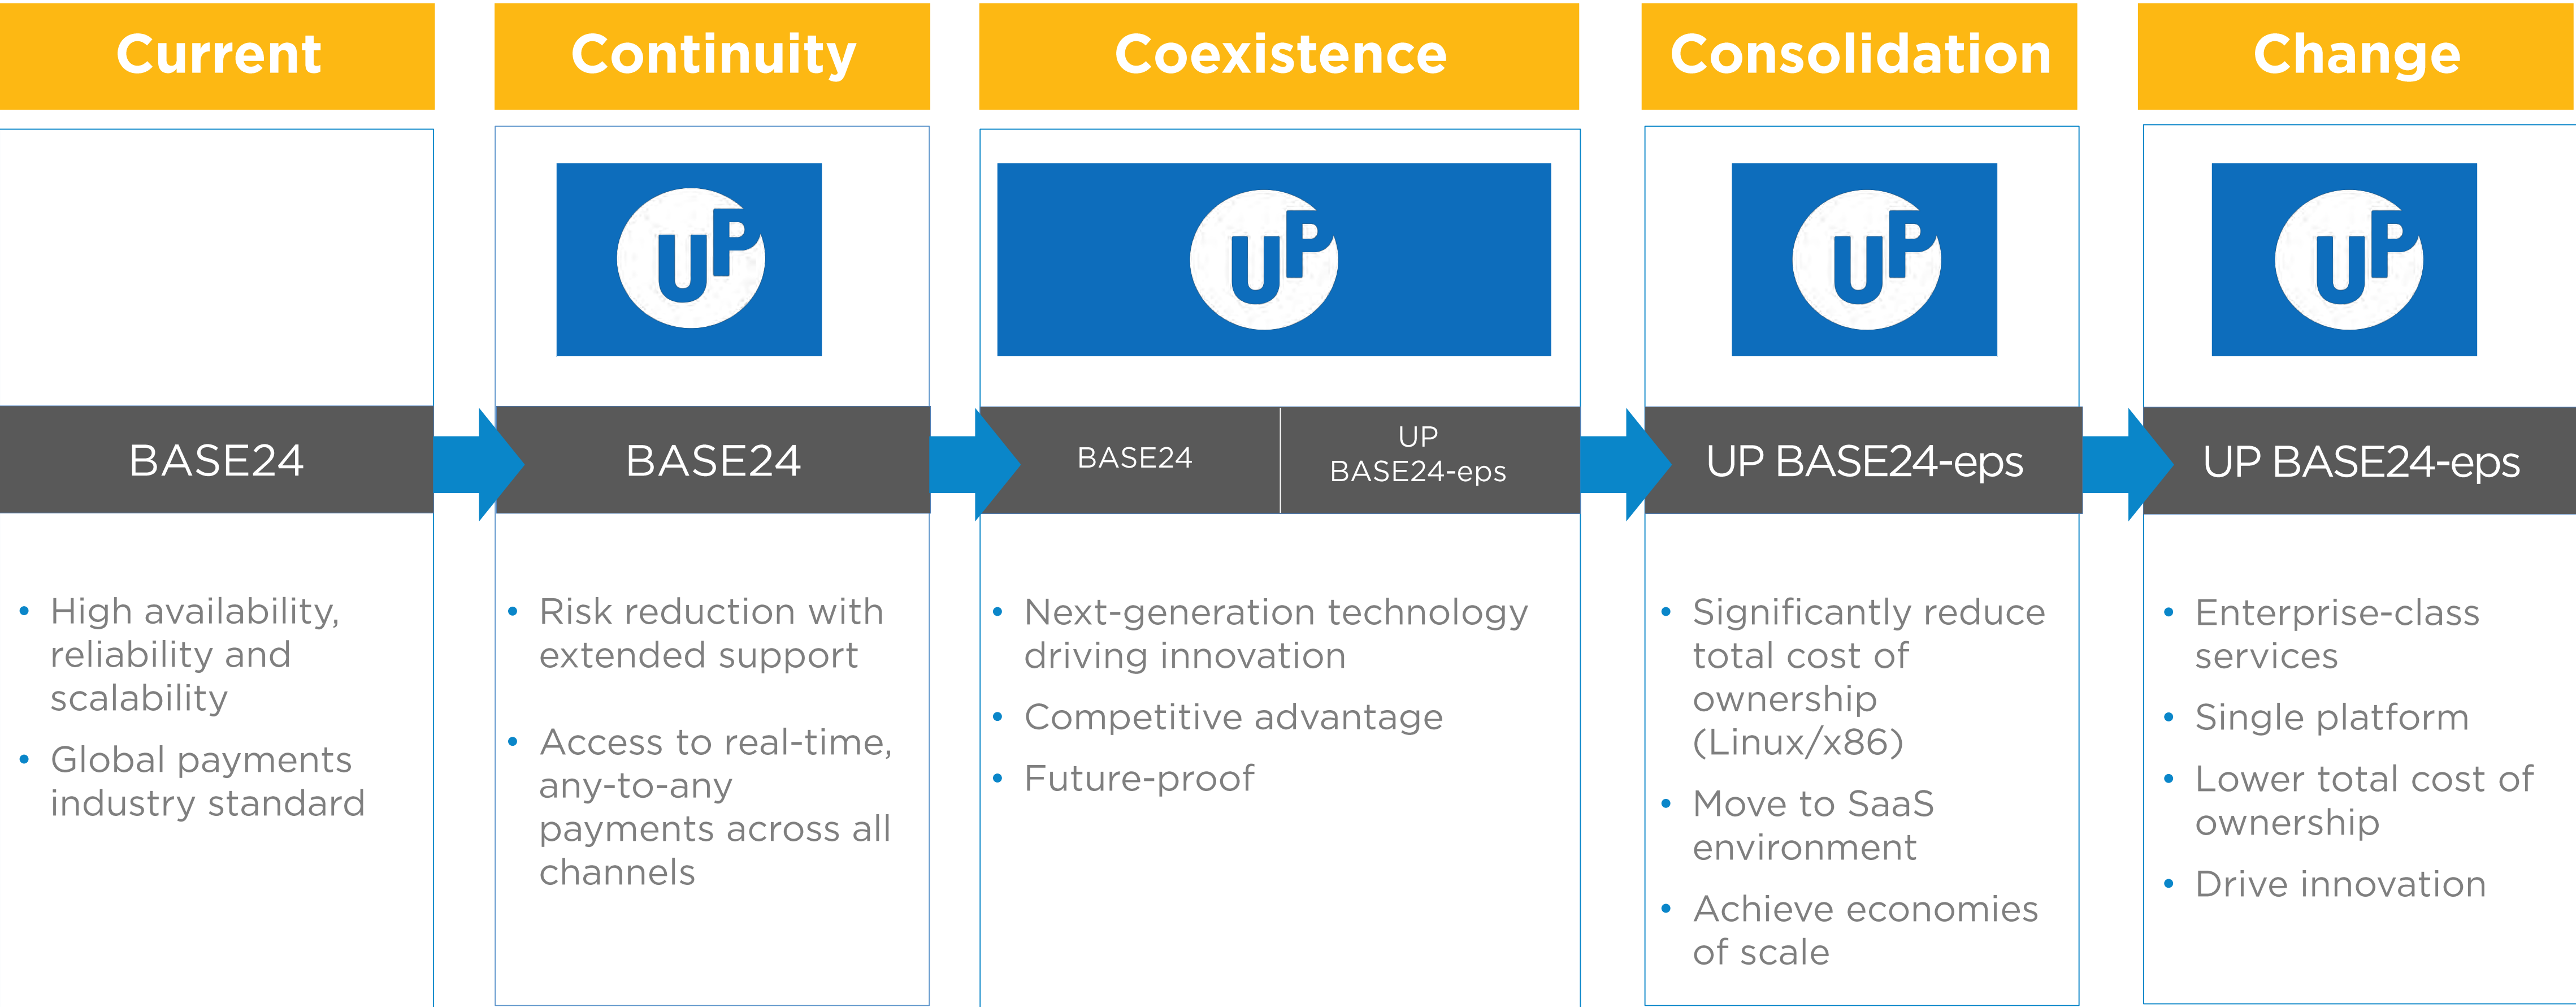 Current
Continuity
Coexistence
Consolidation
Change
UP
UP
UP
UP
BASE24
BASE24
BASE24
UP
BASE24-eps
UP BASE24-eps
UP BASE24-eps
• High availability,
reliability and
scalability
• Global payments
industry standard
• Risk reduction with
extended support
• Access to real-time,
any-to-any
payments across all
channels
• Next-generation technology
driving innovation
• Competitive advantage
• Future-proof
• Significantly reduce
total cost of
ownership
(Linux/x86)
• Move to SaaS
environment
• Achieve economies
of scale
• Enterprise-class
services
• Single platform
• Lower total cost of
ownership
• Drive innovation